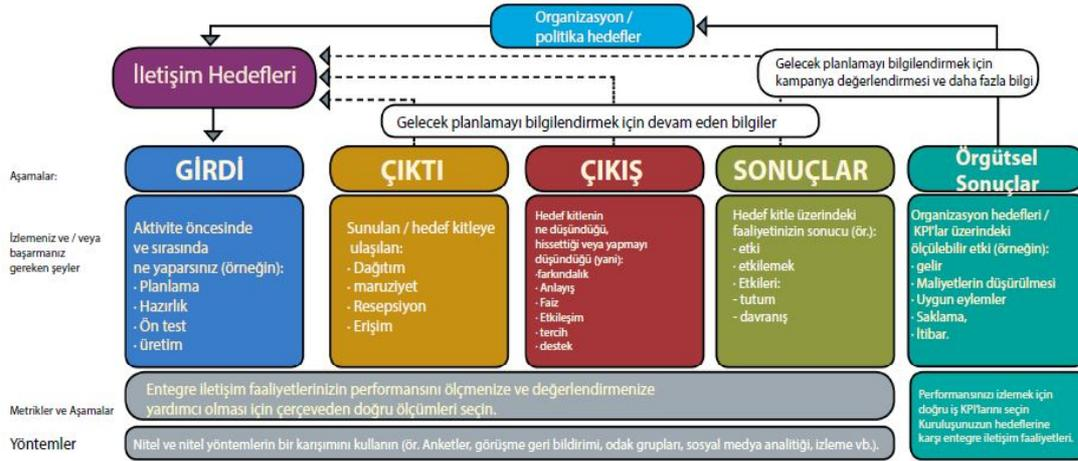 Organizasyon /
politika hedefler
İletişim Hedefleri
Gelecek planlamayı bilgilendirmek için
kampanya değerlendirmesi ve daha fazla bilgi
Gelecek planlamayı bilgilendirmek için devam eden bilgiler
Aşamalar:
GİRDİ
ÇIKTI
ÇIKIŞ
SONUÇLAR
Örgütsel
Sonuçlar
İzlemeniz ve / veya
başarmanız
gereken şeyler
Aktivite öncesinde
ve sırasında
ne yaparsınız (örneğin):
· Planlama
· Hazırlık
· Ön test
· üretim
Sunulan / hedef kitleye
ulaşılan:
· Dağıtım
· maruziyet
· Resepsiyon
· Erişim
Hedef kitlenin
ne düşündüğü,
hissettiği veya yapmayı
düşündüğü (yani):
·farkındalık
· Anlayış
· Faiz
· Etkileşim
· tercih
· destek
Hedef kitle üzerindeki
faaliyetinizin sonucu (ör.):
· etki
· etkilemek
· Etkileri:
- tutum
- davranış
Organizasyon hedefleri /
KPI'lar üzerindeki
ölçülebilir etki (örneğin):
· gelir
· Maliyetlerin düşürülmesi
· Uygun eylemler
· Saklama,
· İtibar.
Metrikler ve Aşamalar
Entegre iletişim faaliyetlerinizin performansını ölçmenize ve değerlendirmenize
yardımcı olması için çerçeveden doğru ölçümleri seçin.
Performansınızı izlemek için
doğru iş KPI'larını seçin
Kuruluşunuzun hedeflerine
karşı entegre iletişim faaliyetleri.
Yöntemler
Nitel ve nitel yöntemlerin bir karışımını kullanın (ör. Anketler, görüşme geri bildirimi, odak grupları, sosyal medya analitiği, izleme vb.).